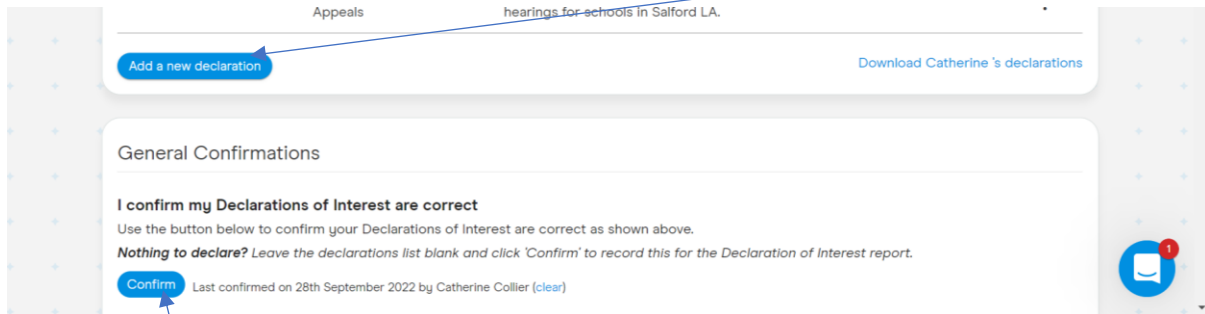 Appeals hearings for schools in Salford LA.
Add a new declaration Download Catherine 's declarations
General Confirmations
I confirm my Declarations of Interest are correct
Use the button below to confirm your Declarations of Interest are correct as shown above.
Nothing to declare? Leave the declarations list blank and click 'Confirm' to record this for the Declaration of Interest report.
Confirm Last confirmed on 28th September 2022 by Catherine Collier (clear)
1